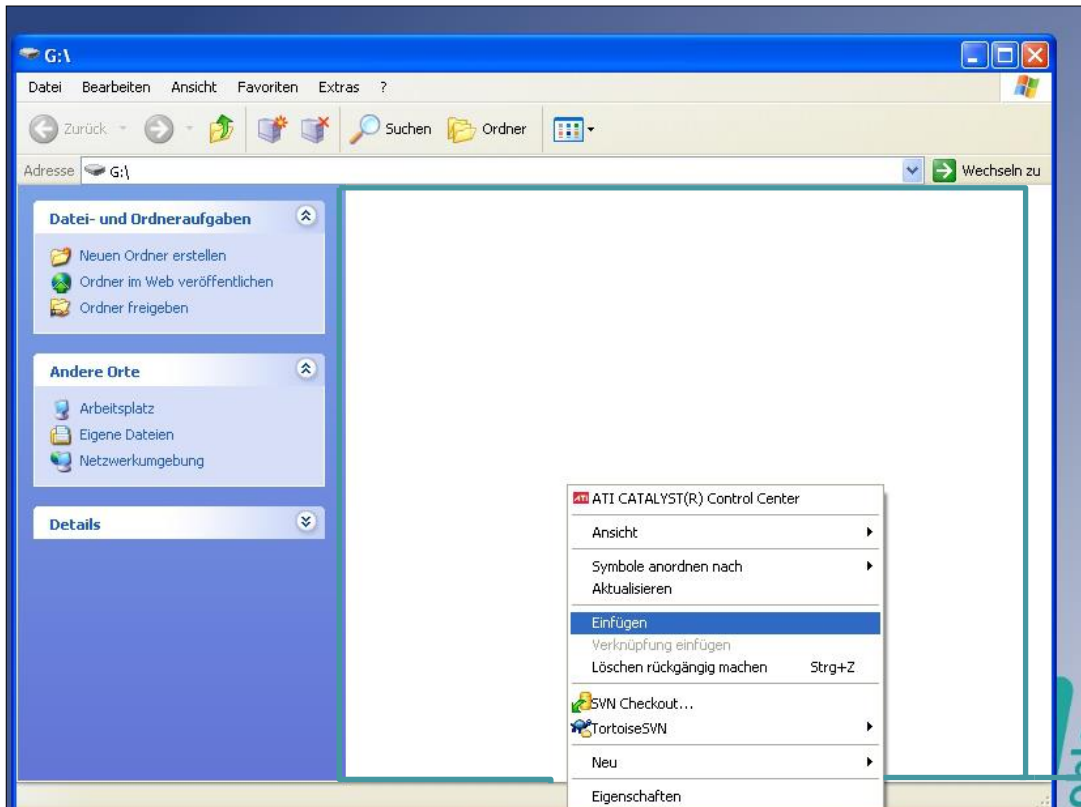 G:\
Datei Bearbeiten Ansicht Favoriten Extras ?
Zurück Suchen Ordner
Adresse G:\ Wechseln zu
Datei- und Ordneraufgaben
Neuen Ordner erstellen
Ordner im Web veröffentlichen
Ordner freigeben
Andere Orte
Arbeitsplatz
Eigene Dateien
Netzwerkumgebung
Details
ATI CATALYST(R) Control Center
Ansicht
Symbole anordnen nach
Aktualisieren
Einfügen
Verknüpfung einfügen
Löschen rückgängig machen Strg+Z
SVN Checkout...
TortoiseSVN
Neu
Eigenschaften